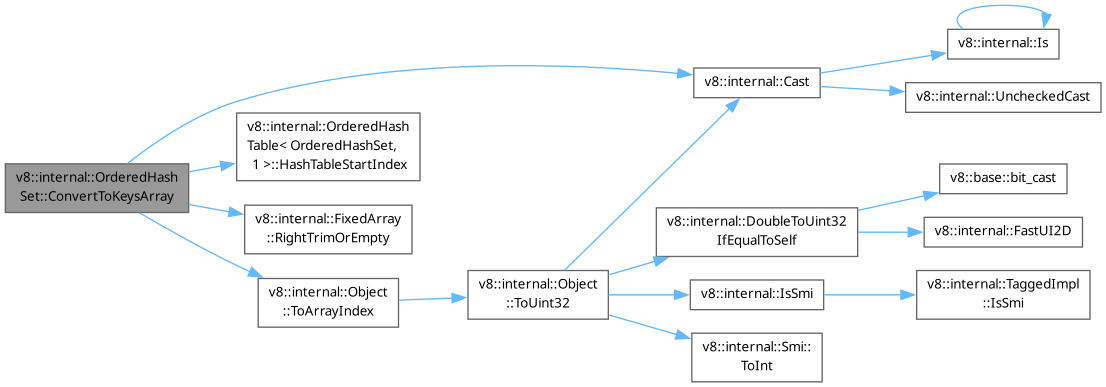 v8::internal::Is
v8::internal::Cast
v8::internal::UncheckedCast
v8::internal::OrderedHash
Table< OrderedHashSet,
1 >::HashTableStartIndex
v8::internal::OrderedHash
Set::ConvertToKeysArray
v8::base::bit_cast
v8::internal::FixedArray
::RightTrimOrEmpty
v8::internal::DoubleToUint32
IfEqualToSelf
v8::internal::FastUI2D
v8::internal::Object
::ToArrayIndex
v8::internal::Object
::ToUint32
v8::internal::IsSmi
v8::internal::TaggedImpl
::IsSmi
v8::internal::Smi::
ToInt